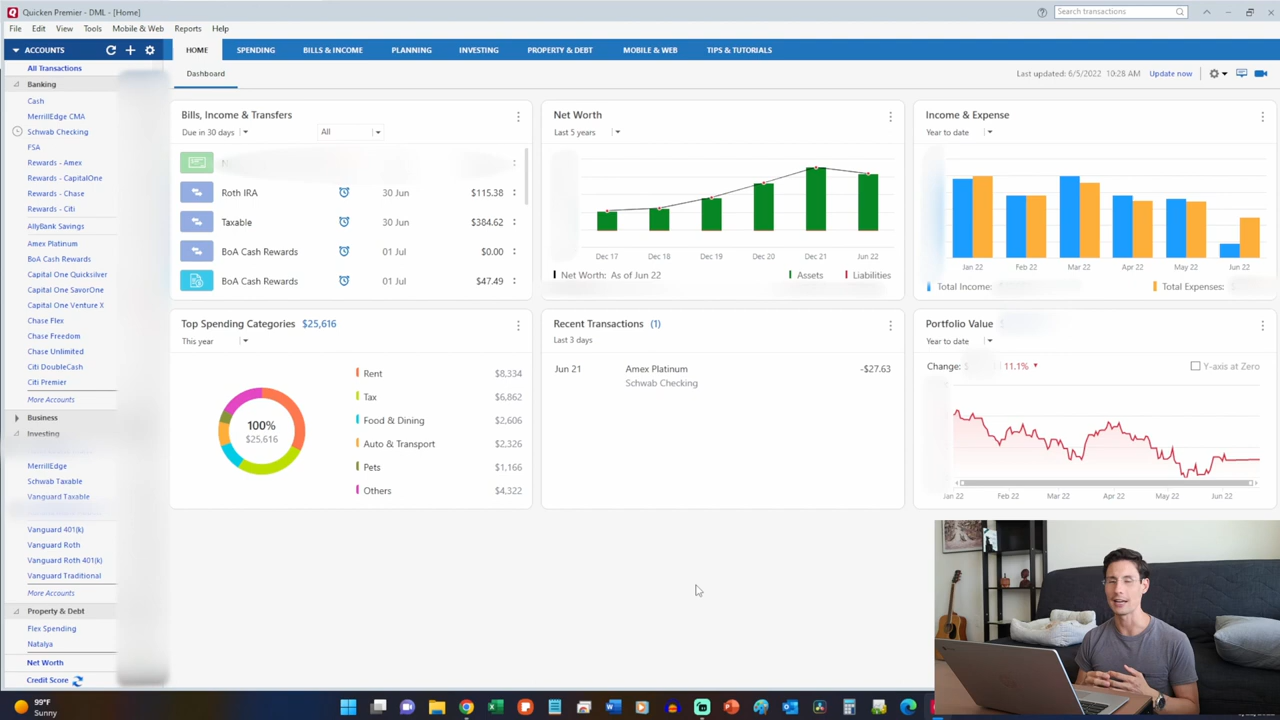 Quicken Premier - DML - [Home]
Search transactions
File Edit View Tools Mobile & Web Reports Help
ACCOUNTS
HOME SPENDING BILLS & INCOME PLANNING INVESTING PROPERTY & DEBT MOBILE & WEB TIPS & TUTORIALS
Dashboard
Last updated: 6/5/2022 10:28 AM Update now
All Transactions
Banking
Cash
MerrillEdge CMA
Schwab Checking
FSA
Rewards - Amex
Rewards - CapitalOne
Rewards - Chase
Rewards - Citi
AllyBank Savings
Amex Platinum
BoA Cash Rewards
Capital One Quicksilver
Capital One SavorOne
Capital One Venture X
Chase Flex
Chase Freedom
Chase Unlimited
Citi DoubleCash
Citi Premier
More Accounts
Business
Investing
MerrillEdge
Schwab Taxable
Vanguard Taxable
Vanguard 401(k)
Vanguard Roth
Vanguard Roth 401(k)
Vanguard Traditional
More Accounts
Property & Debt
Flex Spending
Natalya
Net Worth
Credit Score
Bills, Income & Transfers
Due in 30 days All
Roth IRA 30 Jun $115.38
Taxable 30 Jun $384.62
BoA Cash Rewards 01 Jul $0.00
BoA Cash Rewards 01 Jul $47.49
Net Worth
Last 5 years
Dec 17 Dec 18 Dec 19 Dec 20 Dec 21 Jun 22
Net Worth: As of Jun 22 Assets Liabilities
Income & Expense
Year to date
Jan 22 Feb 22 Mar 22 Apr 22 May 22 Jun 22
Total Income: Total Expenses:
Top Spending Categories $25,616
This year
100%
$25,616
Rent $8,334
Tax $6,862
Food & Dining $2,606
Auto & Transport $2,326
Pets $1,166
Others $4,322
Recent Transactions (1)
Last 3 days
Jun 21 Amex Platinum -$27.63
Schwab Checking
Portfolio Value
Year to date
Change: 11.1% Y-axis at Zero
Jan 22 Feb 22 Mar 22 Apr 22 May 22 Jun 22
99°F
Sunny